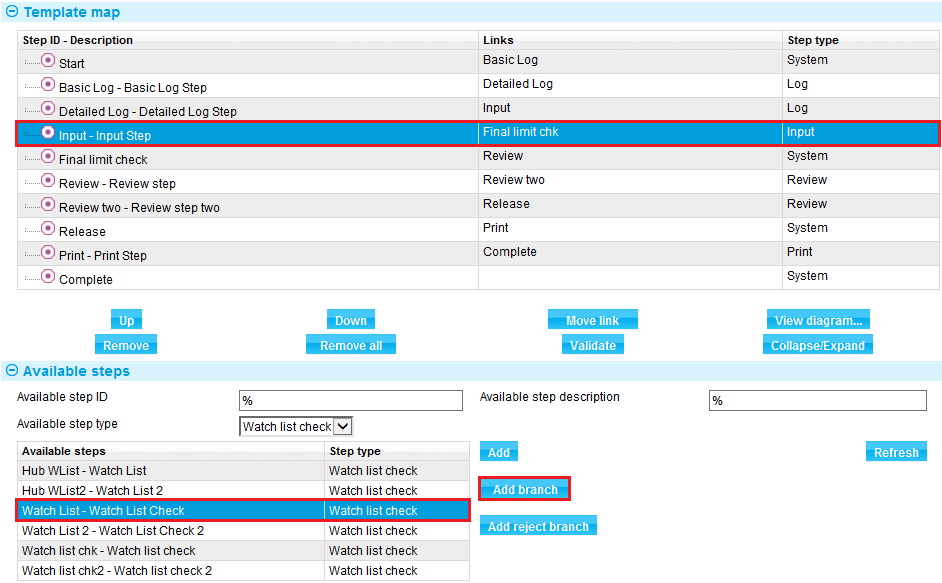 Template map
Step ID - Description Links Step type
Start Basic Log System
Basic Log - Basic Log Step Detailed Log Log
Detailed Log - Detailed Log Step Input Log
Input - Input Step Final limit chk Input
Final limit check Review System
Review - Review step Review two Review
Review two - Review step two Release Review
Release Print System
Print - Print Step Complete Print
Complete System
Up Down Move link View diagram...
Remove Remove all Validate Collapse/Expand
Available steps
Available step ID % Available step description %
Available step type Watch list check
Available steps Step type Add Refresh
Hub WList - Watch List Watch list check
Hub WList2 - Watch List 2 Watch list check Add branch
Watch List - Watch List Check Watch list check
Watch List 2 - Watch List Check 2 Watch list check Add reject branch
Watch list chk - Watch list check Watch list check
Watch list chk2 - Watch list check 2 Watch list check